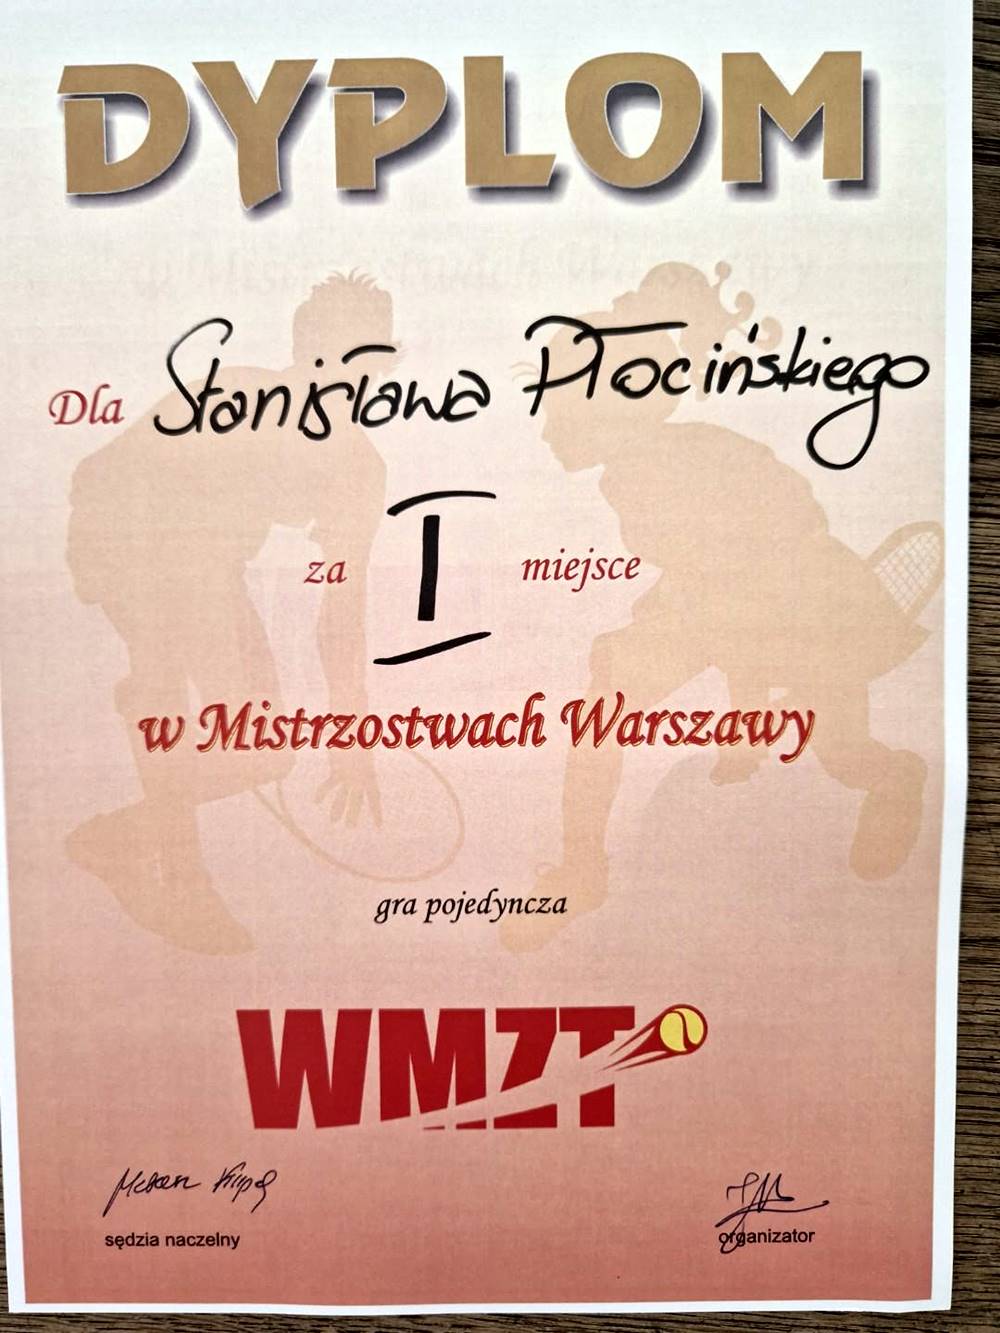 DYPLOM
Dla Stanisława Płocińskiego
za I miejsce
w Mistrzostwach Warszawy
gra pojedyncza
WMZT
sędzia naczelny organizator